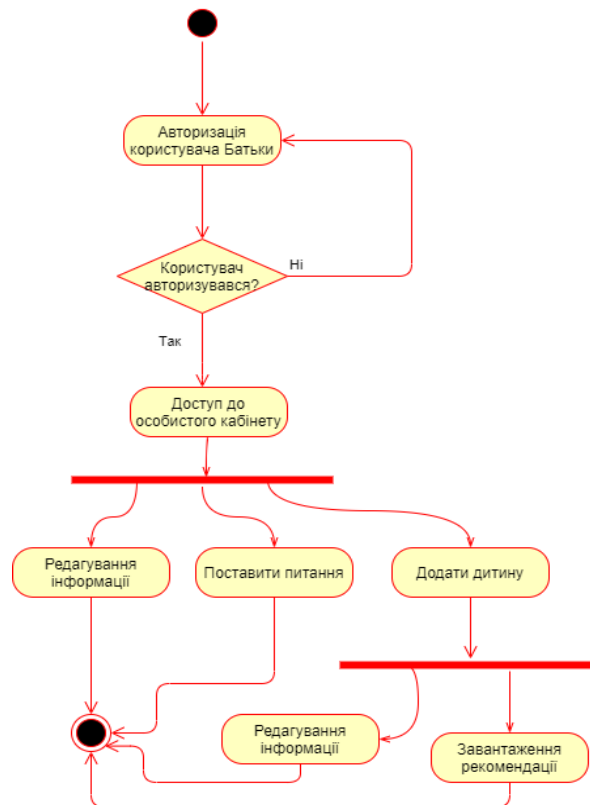 Авторизація
користувача Батьки
Користувач
авторизувався?
Ні
Так
Доступ до
особистого кабінету
Редагування
інформації
Поставити питання
Додати дитину
Редагування
інформації
Завантаження
рекомендації